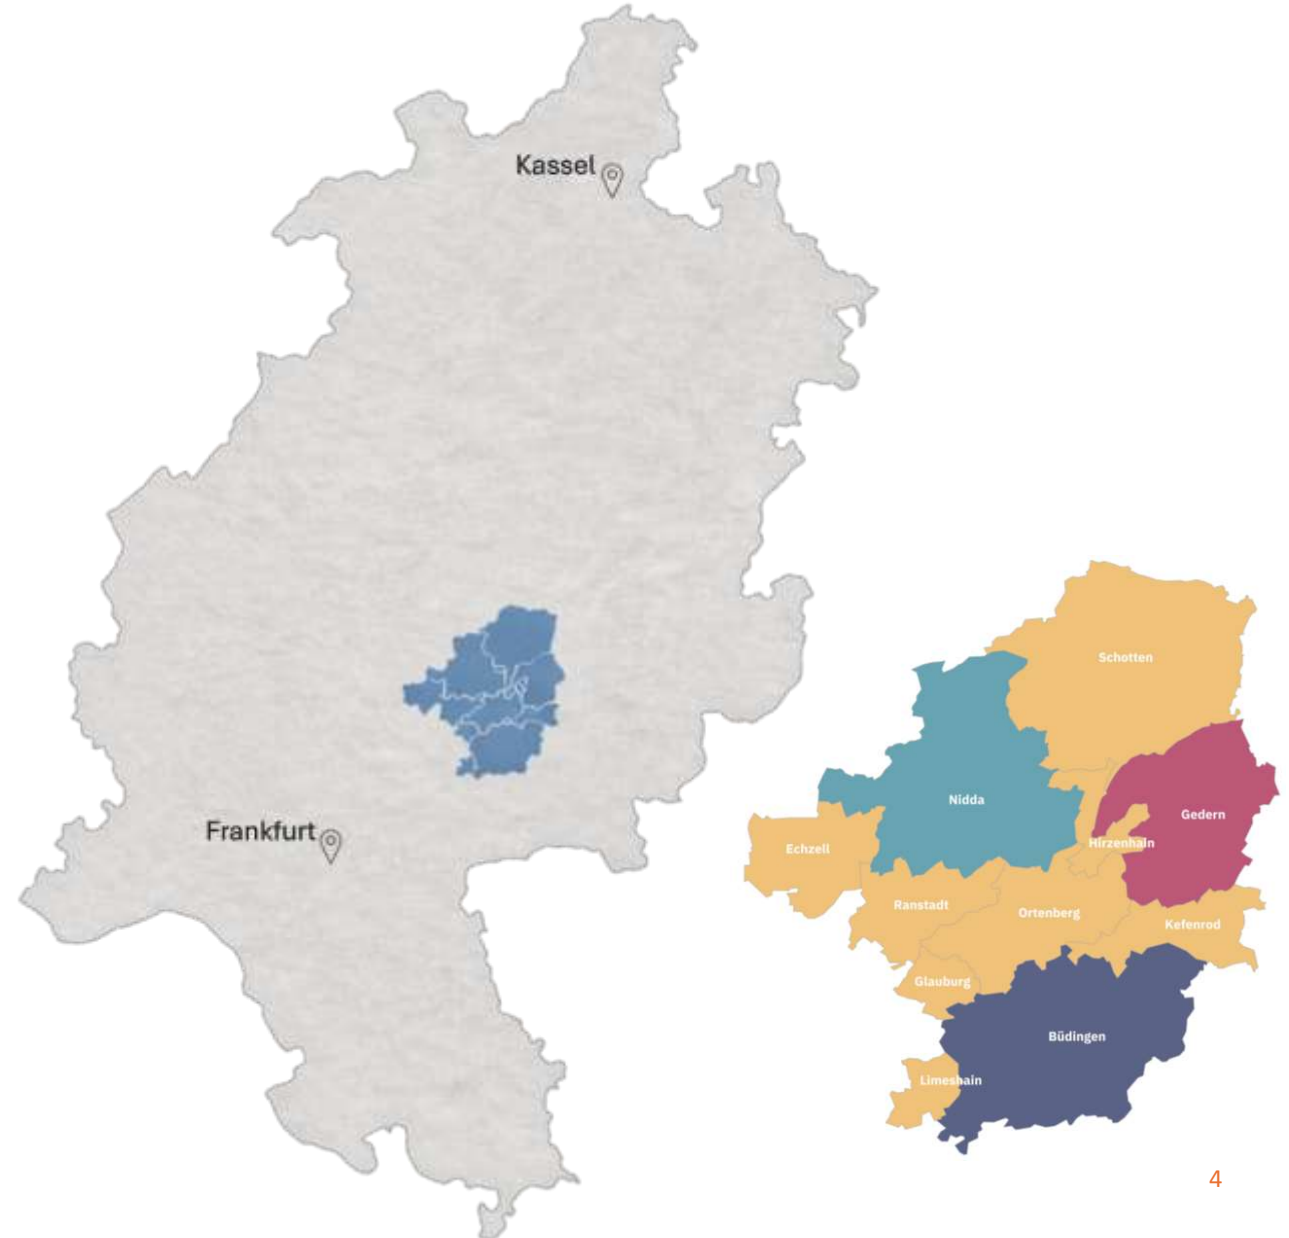 Kassel
Frankfurt
Schotten
Nidda
Gedern
Hirzenhain
Echzell
Ranstadt
Ortenberg
Kefenrod
Glauburg
Büdingen
Limeshain
4